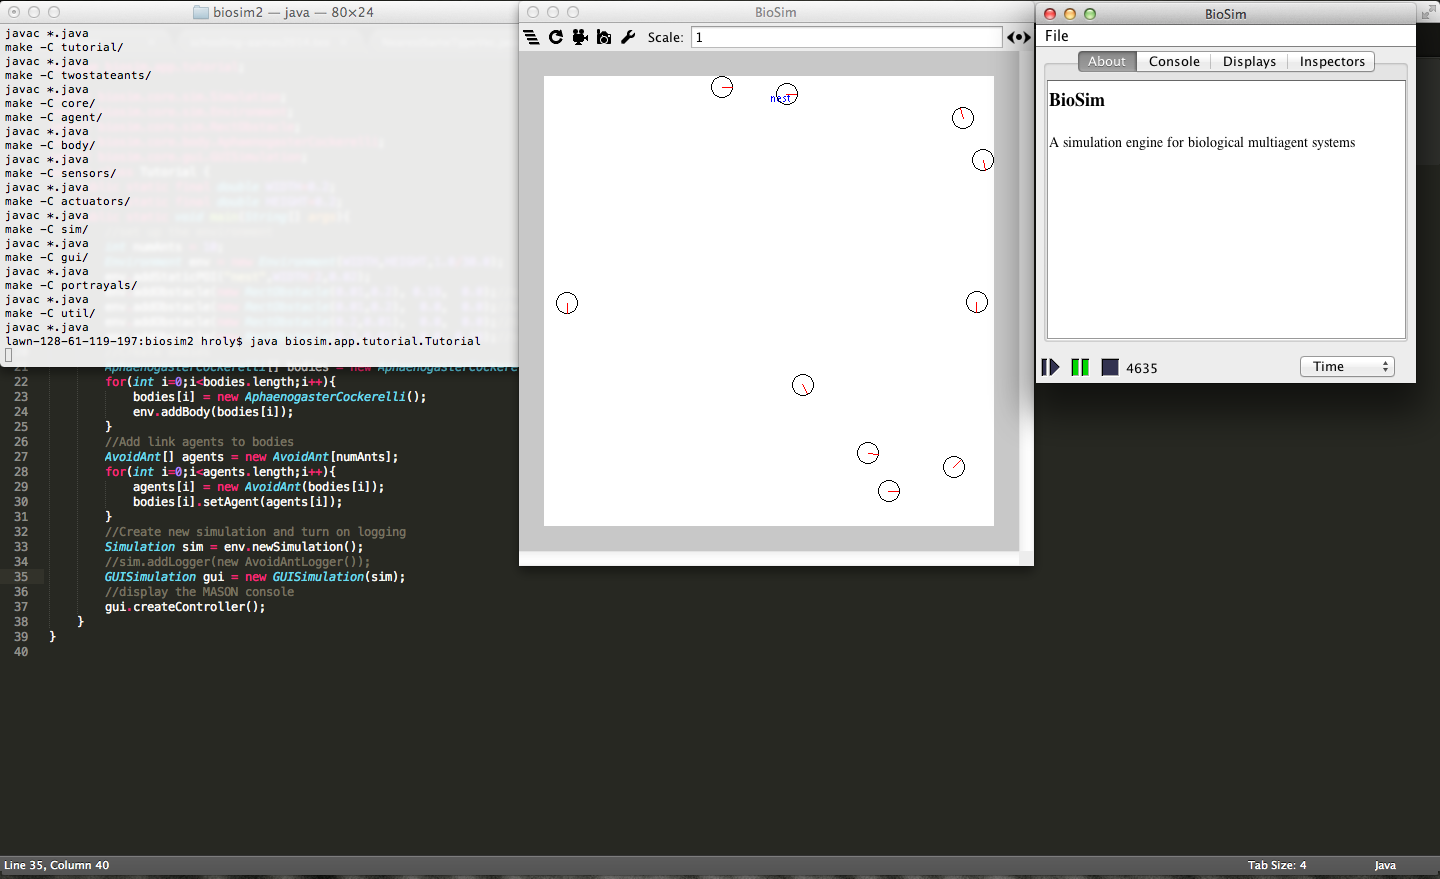 biosim2 — java — 80×24
javac *.java
make -C tutorial/
javac *.java
make -C twostateants/
javac *.java
make -C core/
javac *.java
make -C agent/
javac *.java
make -C body/
javac *.java
make -C sensors/
javac *.java
make -C actuators/
javac *.java
make -C sim/
javac *.java
make -C gui/
javac *.java
make -C portrayals/
javac *.java
make -C util/
javac *.java
lawn-128-61-119-197:biosim2 hroly$ java biosim.app.tutorial.Tutorial
21 AphaenogasterCockerelli[] bodies = new AphaenogasterCockere
22 for(int i=0;i<bodies.length;i++){
23 bodies[i] = new AphaenogasterCockerelli();
24 env.addBody(bodies[i]);
25 }
26 //Add link agents to bodies
27 AvoidAnt[] agents = new AvoidAnt[numAnts];
28 for(int i=0;i<agents.length;i++){
29 agents[i] = new AvoidAnt(bodies[i]);
30 bodies[i].setAgent(agents[i]);
31 }
32 //Create new simulation and turn on logging
33 Simulation sim = env.newSimulation();
34 //sim.addLogger(new AvoidAntLogger());
35 GUISimulation gui = new GUISimulation(sim);
36 //display the MASON console
37 gui.createController();
38 }
39 }
40
Line 35, Column 40
Tab Size: 4
Java
BioSim
Scale: 1
nest
BioSim
File
About Console Displays Inspectors
BioSim
A simulation engine for biological multiagent systems
4635
Time